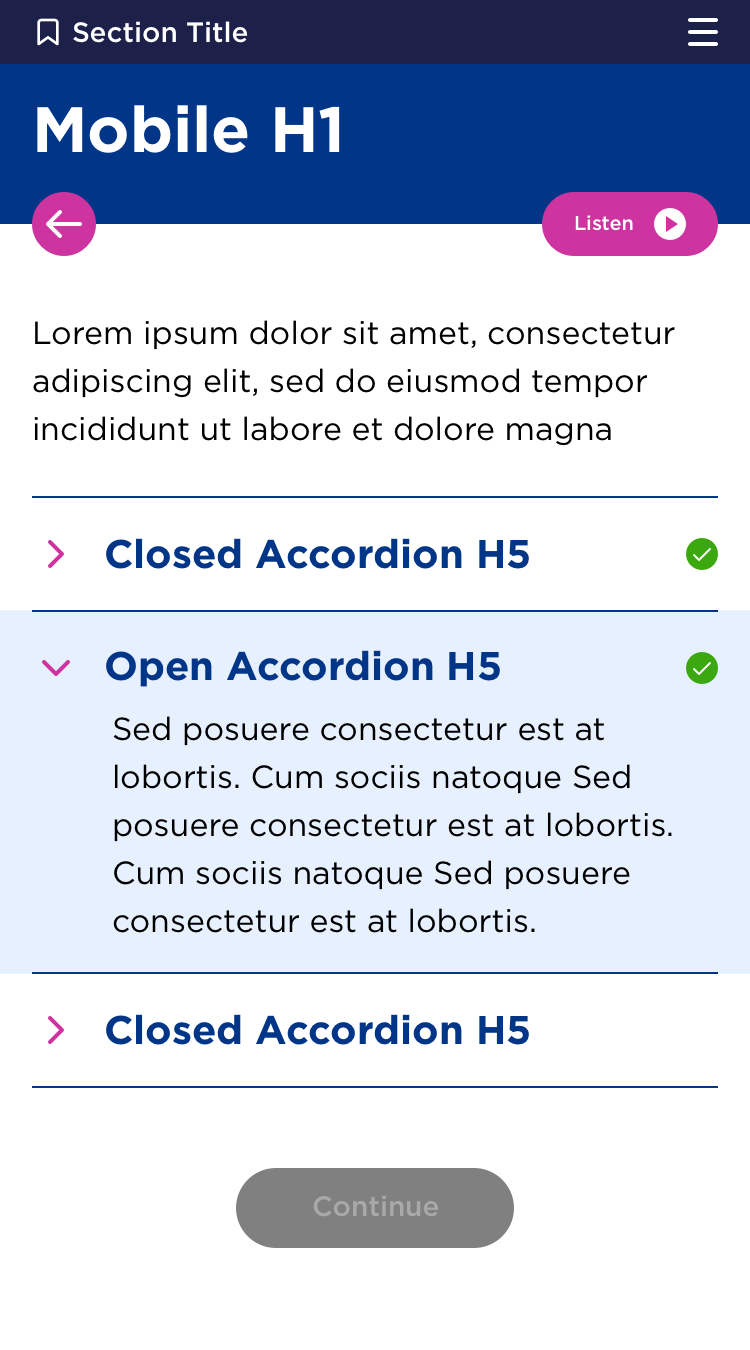 Section Title
Mobile H1
Listen
Lorem ipsum dolor sit amet, consectetur
adipiscing elit, sed do eiusmod tempor
incididunt ut labore et dolore magna
Closed Accordion H5
Open Accordion H5
Sed posuere consectetur est at
lobortis. Cum sociis natoque Sed
posuere consectetur est at lobortis.
Cum sociis natoque Sed posuere
consectetur est at lobortis.
Closed Accordion H5
Continue